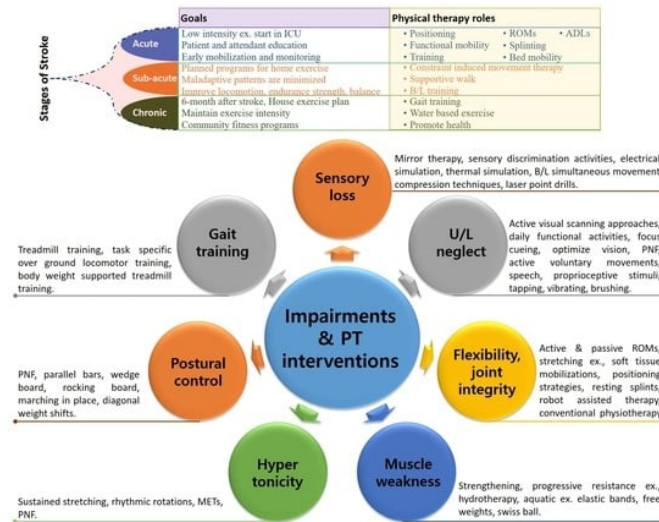 Goals
Physical therapy roles
Stages of Stroke
Acute
Low intensity ex. start in ICU
Patient and attendant education
Early mobilization and monitoring
• Positioning
• Functional mobility
• Training
• ROMs
• Splinting
• Bed mobility
• ADLs
Sub-acute
Planned programs for home exercise
Maladaptive patterns are minimized
Improve locomotion, endurance strength, balance
• Constraint induced movement therapy
• Supportive walk
• B/L training
Chronic
6-month after stroke, House exercise plan
Maintain exercise intensity
Community fitness programs
• Gait training
• Water based exercise
• Promote health
Sensory
loss
Mirror therapy, sensory discrimination activities, electrical
simulation, thermal simulation, B/L simultaneous movement,
compression techniques, laser point drills.
Gait
training
Treadmill training, task specific
over ground locomotor training,
body weight supported treadmill
training.
U/L
neglect
Active visual scanning approaches,
daily functional activities, focus
cueing, optimize vision, PNF,
active voluntary movements,
speech, proprioceptive stimuli,
tapping, vibrating, brushing.
Impairments
& PT
interventions
Postural
control
PNF, parallel bars, wedge
board, rocking board,
marching in place, diagonal
weight shifts.
Flexibility,
joint
integrity
Active & passive ROMs,
stretching ex., soft tissue
mobilizations, positioning
strategies, resting splints,
robot assisted therapy,
conventional physiotherapy
Hyper
tonicity
Sustained stretching, rhythmic rotations, METs,
PNF.
Muscle
weakness
Strengthening, progressive resistance ex.,
hydrotherapy, aquatic ex. elastic bands, free
weights, swiss ball.